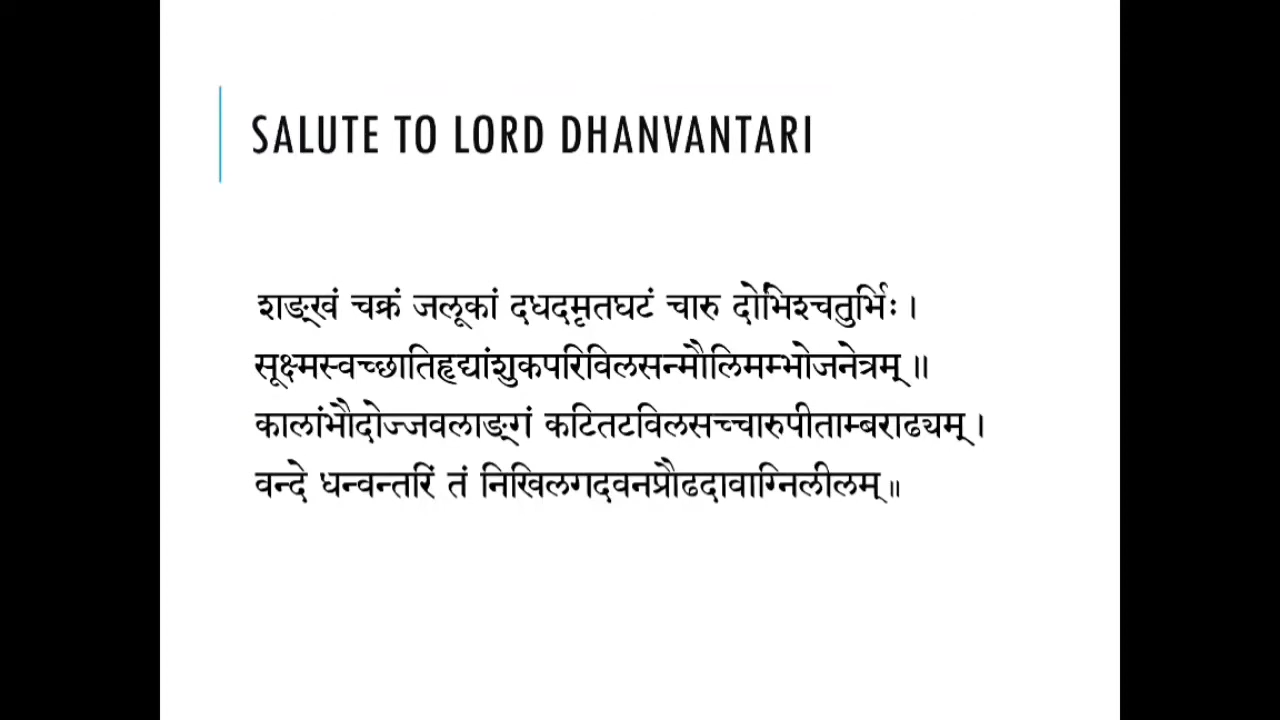 SALUTE TO LORD DHANVANTARI
शङ्खं चक्रं जलूकां दधदमृतघटं चारु दोभिश्चतुर्भिः ।
सूक्ष्मस्वच्छातिहृद्यांशुकपरिविलसन्मौलिमम्भोजनेत्रम् ॥
कालांभौदोज्जवलाङ्गं कटितटविलसच्चारुपीताम्बराढ्यम् ।
वन्दे धन्वन्तरिं तं निखिलगदवनप्रौढदावाग्निलीलम् ॥